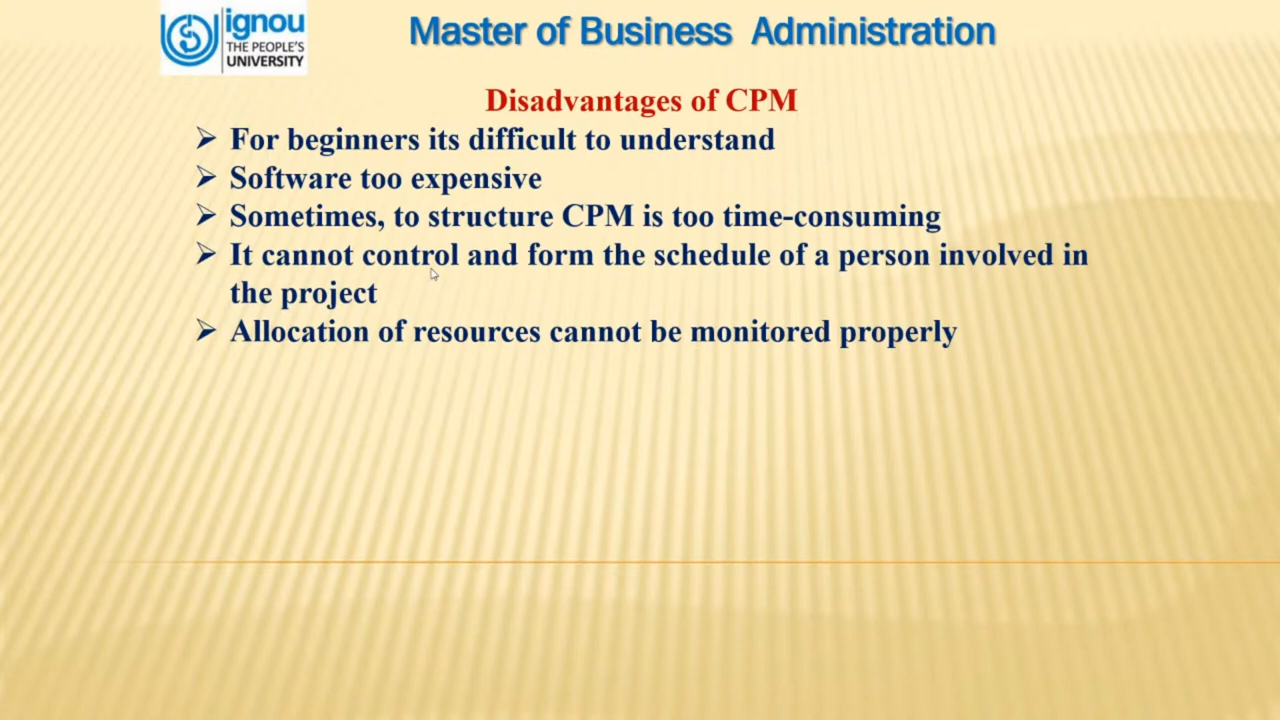 ignou
THE PEOPLE'S
UNIVERSITY
Master of Business Administration
Disadvantages of CPM
➢ For beginners its difficult to understand
➢ Software too expensive
➢ Sometimes, to structure CPM is too time-consuming
➢ It cannot control and form the schedule of a person involved in
the project
➢ Allocation of resources cannot be monitored properly